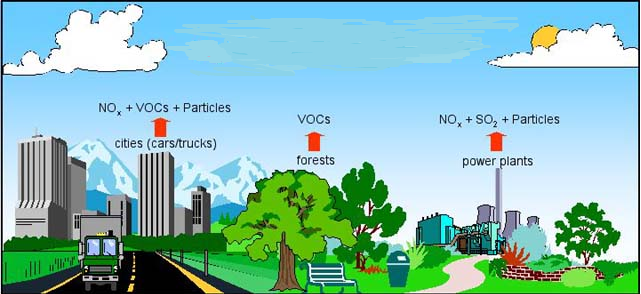 NOₓ + VOCs + Particles
cities (cars/trucks)
VOCs
forests
NOₓ + SO₂ + Particles
power plants